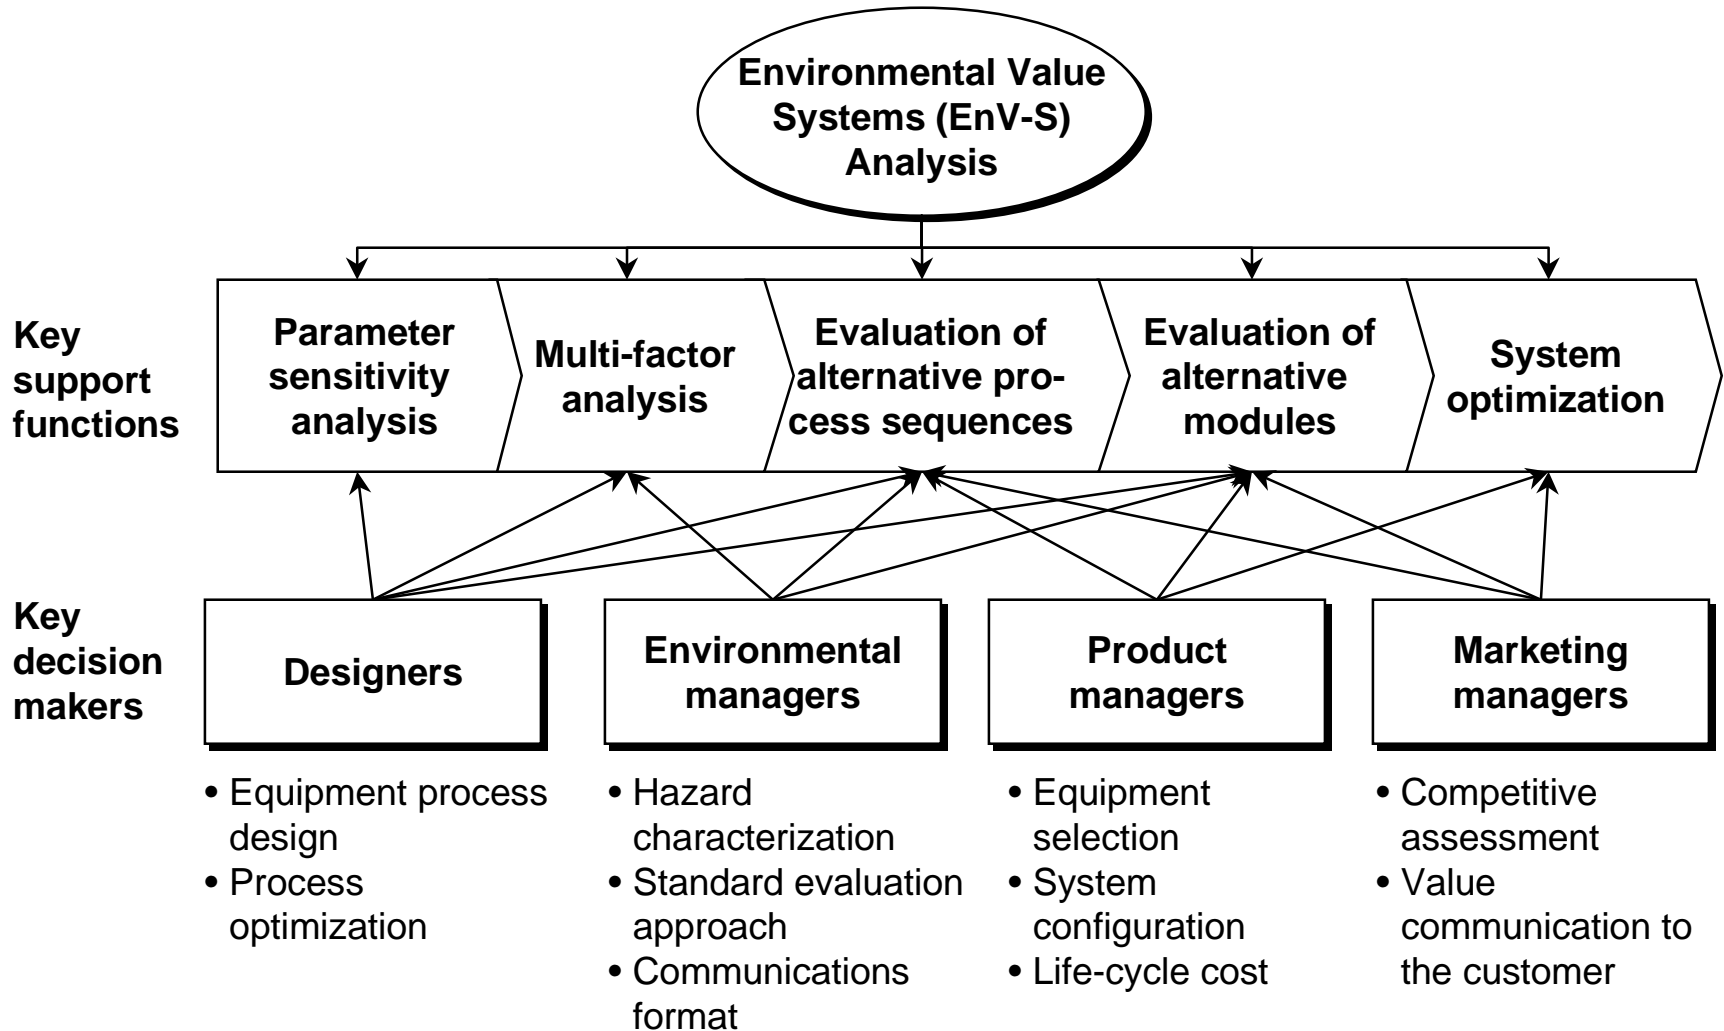 Environmental Value
Systems (EnV-S)
Analysis
Key
support
functions
Parameter
sensitivity
analysis
Multi-factor
analysis
Evaluation of
alternative pro-
cess sequences
Evaluation of
alternative
modules
System
optimization
Key
decision
makers
Designers
Environmental
managers
Product
managers
Marketing
managers
• Equipment process
design
• Process
optimization
• Hazard
characterization
• Standard evaluation
approach
• Communications
format
• Equipment
selection
• System
configuration
• Life-cycle cost
• Competitive
assessment
• Value
communication to
the customer